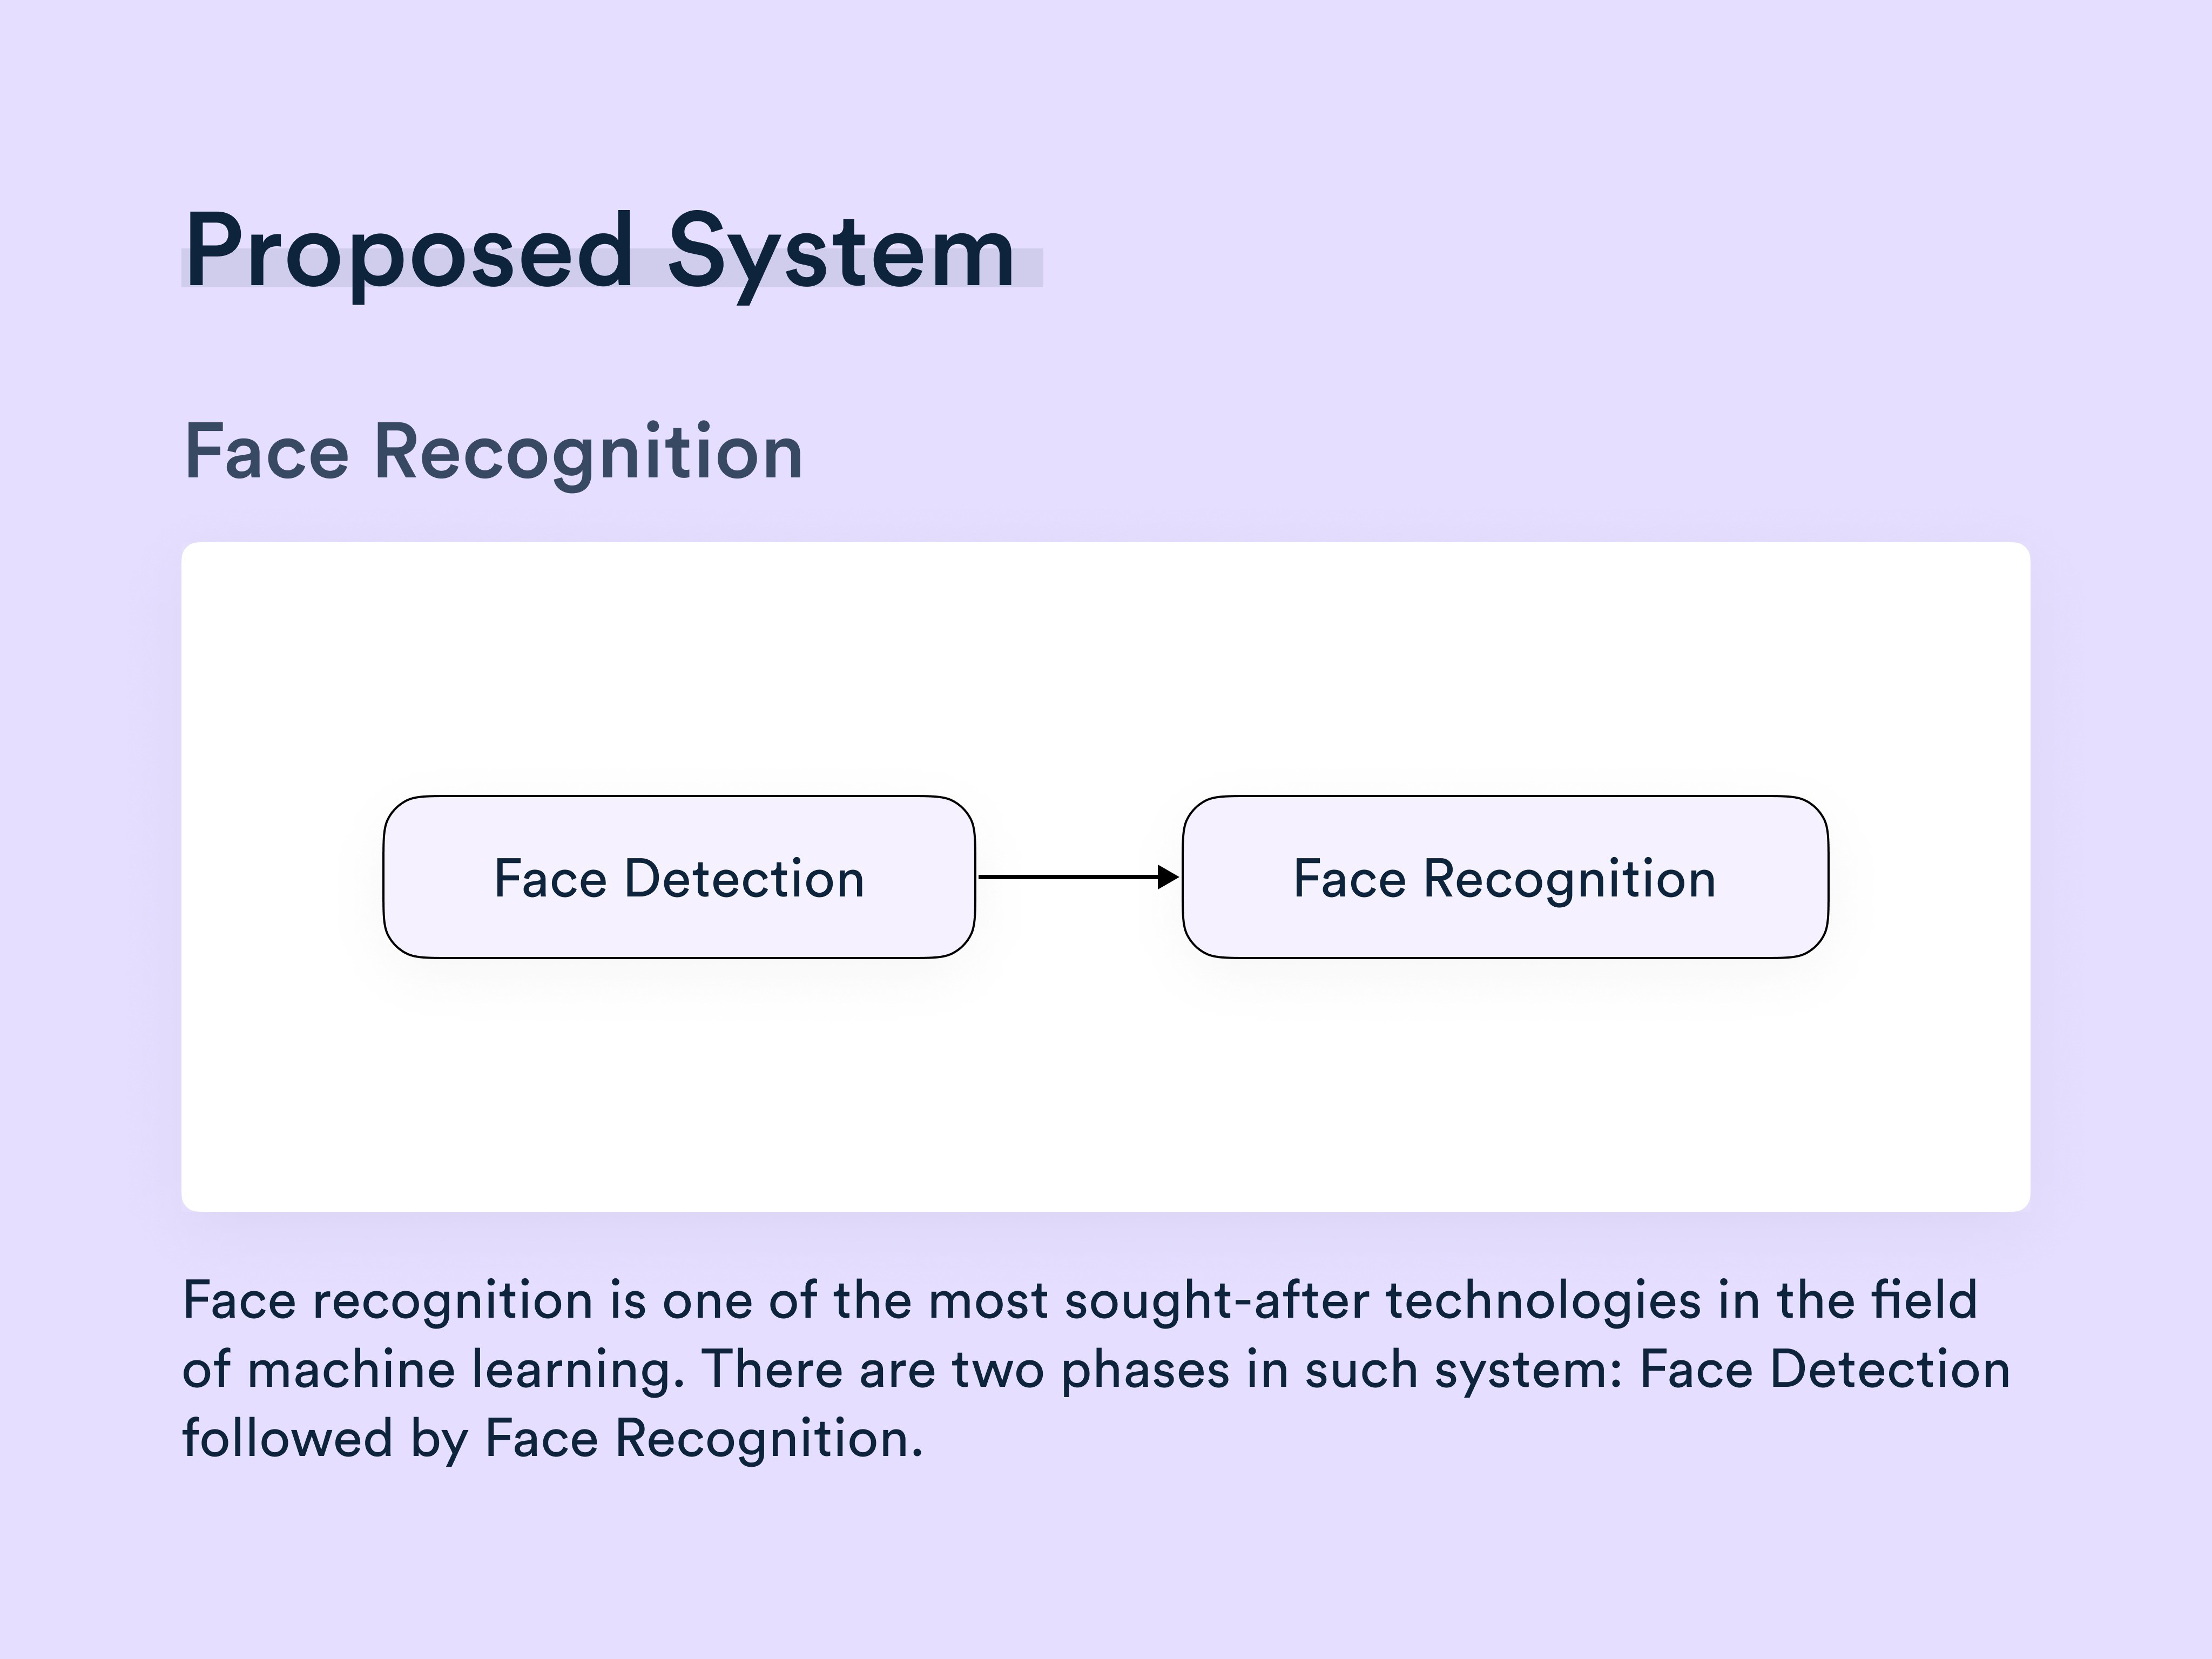 Proposed System
Face Recognition
Face Detection
Face Recognition
Face recognition is one of the most sought-after technologies in the field
of machine learning. There are two phases in such system: Face Detection
followed by Face Recognition.